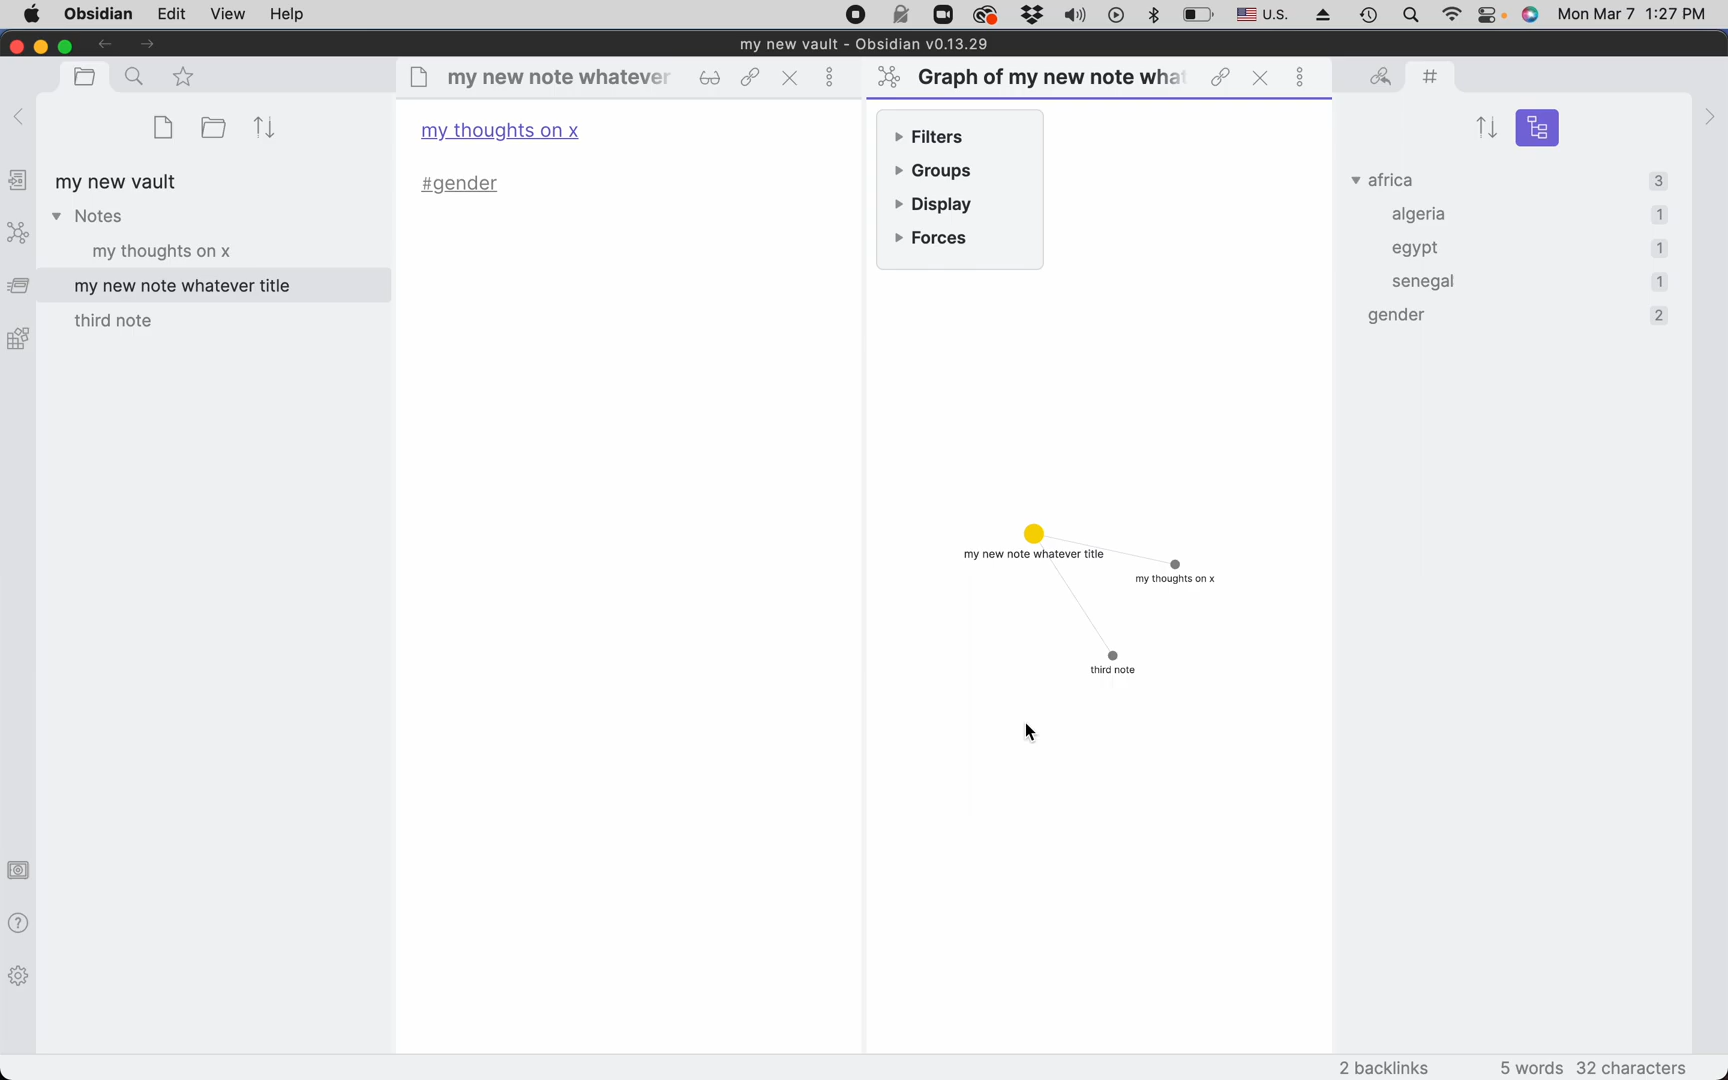 Obsidian Edit View Help U.S. Mon Mar 7 1:27 PM
my new vault - Obsidian v0.13.29
my new note whatever
Graph of my new note what
my new vault
Notes
my thoughts on x
my new note whatever title
third note
my thoughts on x
#gender
Filters
Groups
Display
Forces
my new note whatever title
my thoughts on x
third note
africa 3
algeria 1
egypt 1
senegal 1
gender 2
2 backlinks 5 words 32 characters